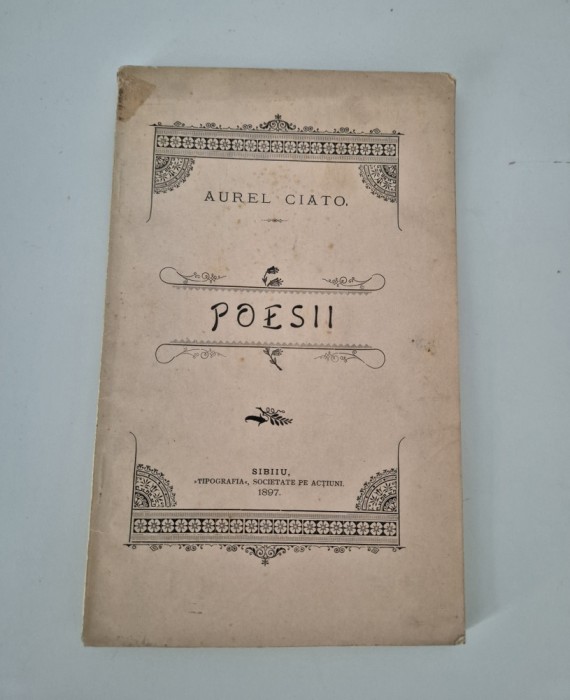 AUREL CIATO.
POESII
SIBIIU,
«TIPOGRAFIA», SOCIETATE PE ACȚIUNI.
1897.